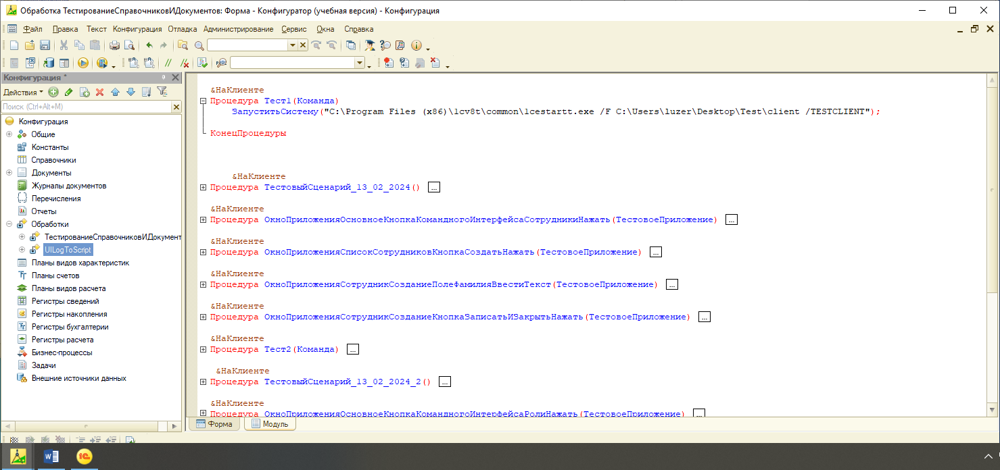 Обработка ТестированиеСправочниковИДокументов: Форма - Конфигуратор (учебная версия) - Конфигурация
Файл Правка Текст Конфигурация Отладка Администрирование Сервис Окна Справка
Конфигурация *
Действия
Поиск (Ctrl+Alt+M)
Конфигурация
Общие
Константы
Справочники
Документы
Журналы документов
Перечисления
Отчеты
Обработки
ТестированиеСправочниковИДокумент
UILogToScript
Планы видов характеристик
Планы счетов
Планы видов расчета
Регистры сведений
Регистры накопления
Регистры бухгалтерии
Регистры расчета
Бизнес-процессы
Задачи
Внешние источники данных
&НаКлиенте
Процедура Тест1(Команда)
ЗапуститьСистему("C:\Program Files (x86)\1cv8t\common\1cestartt.exe /F C:\Users\luzer\Desktop\Test\client /TESTCLIENT");
КонецПроцедуры
&НаКлиенте
Процедура ТестовыйСценарий_13_02_2024() ...
&НаКлиенте
Процедура ОкноПриложенияОсновноеКнопкаКомандногоИнтерфейсаСотрудникиНажать(ТестовоеПриложение) ...
&НаКлиенте
Процедура ОкноПриложенияСписокСотрудниковКнопкаСоздатьНажать(ТестовоеПриложение) ...
&НаКлиенте
Процедура ОкноПриложенияСотрудникСозданиеПолеФамилияВвестиТекст(ТестовоеПриложение) ...
&НаКлиенте
Процедура ОкноПриложенияСотрудникСозданиеКнопкаЗаписатьИЗакрытьНажать(ТестовоеПриложение) ...
&НаКлиенте
Процедура Тест2(Команда) ...
&НаКлиенте
Процедура ТестовыйСценарий_13_02_2024_2() ...
&НаКлиенте
Процедура ОкноПриложенияОсновноеКнопкаКомандногоИнтерфейсаРолиНажать(ТестовоеПриложение) ...
Форма Модуль